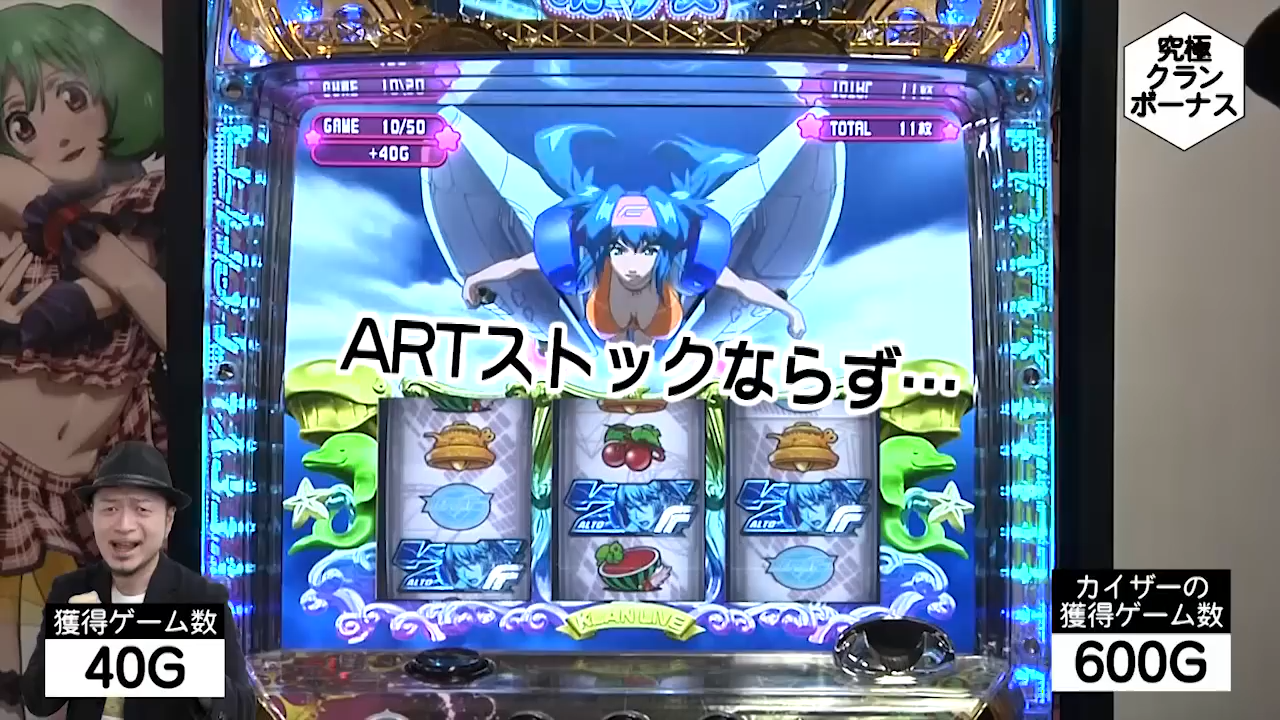 究極
クラン
ボーナス
GAME 10/50
+40G
TOTAL 11枚
ARTストックならず…
ALTO
ALTO
ALTO
KLAN LIVE
獲得ゲーム数
40G
カイザーの
獲得ゲーム数
600G